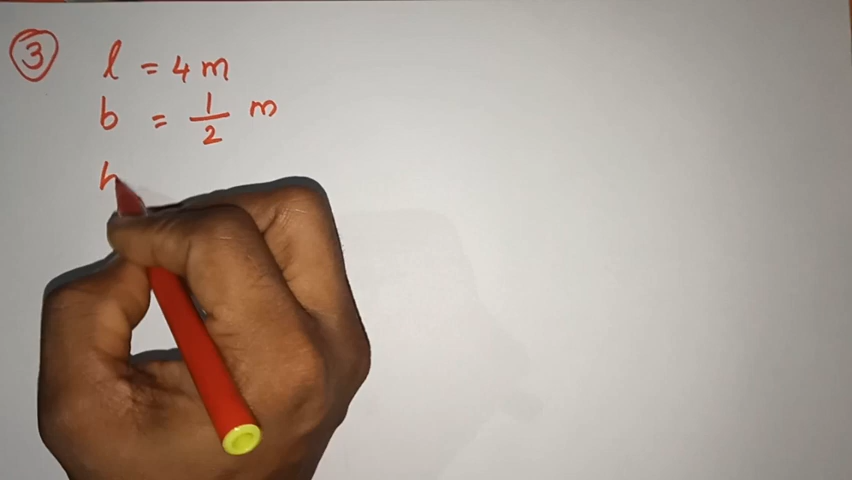 3 l = 4 m
b = 1/2 m
h